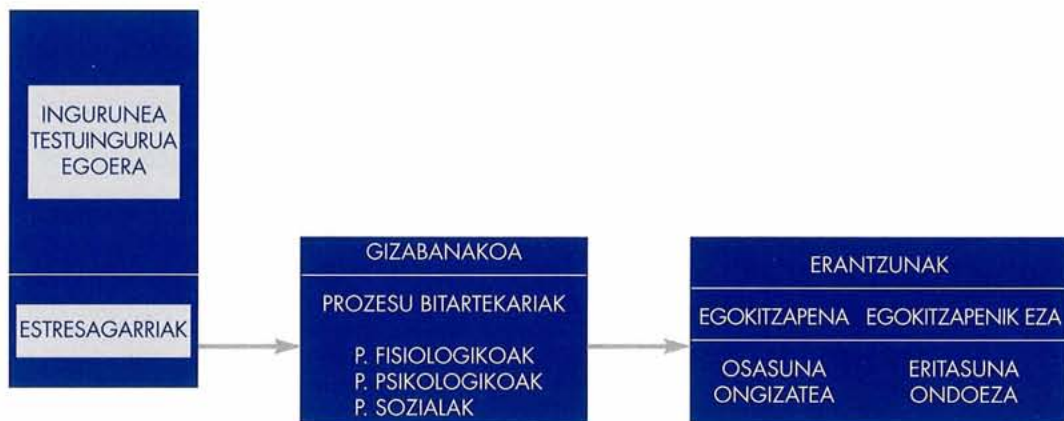 INGURUNEA
TESTUINGURUA
EGOERA
ESTRESAGARRIAK
GIZABANAKOA
PROZESU BITARTEKARIAK
P. FISIOLOGIKOAK
P. PSIKOLOGIKOAK
P. SOZIALAK
ERANTZUNAK
EGOKITZAPENA EGOKITZAPENIK EZA
OSASUNA
ONGIZATEA
ERITASUNA
ONDOEZA